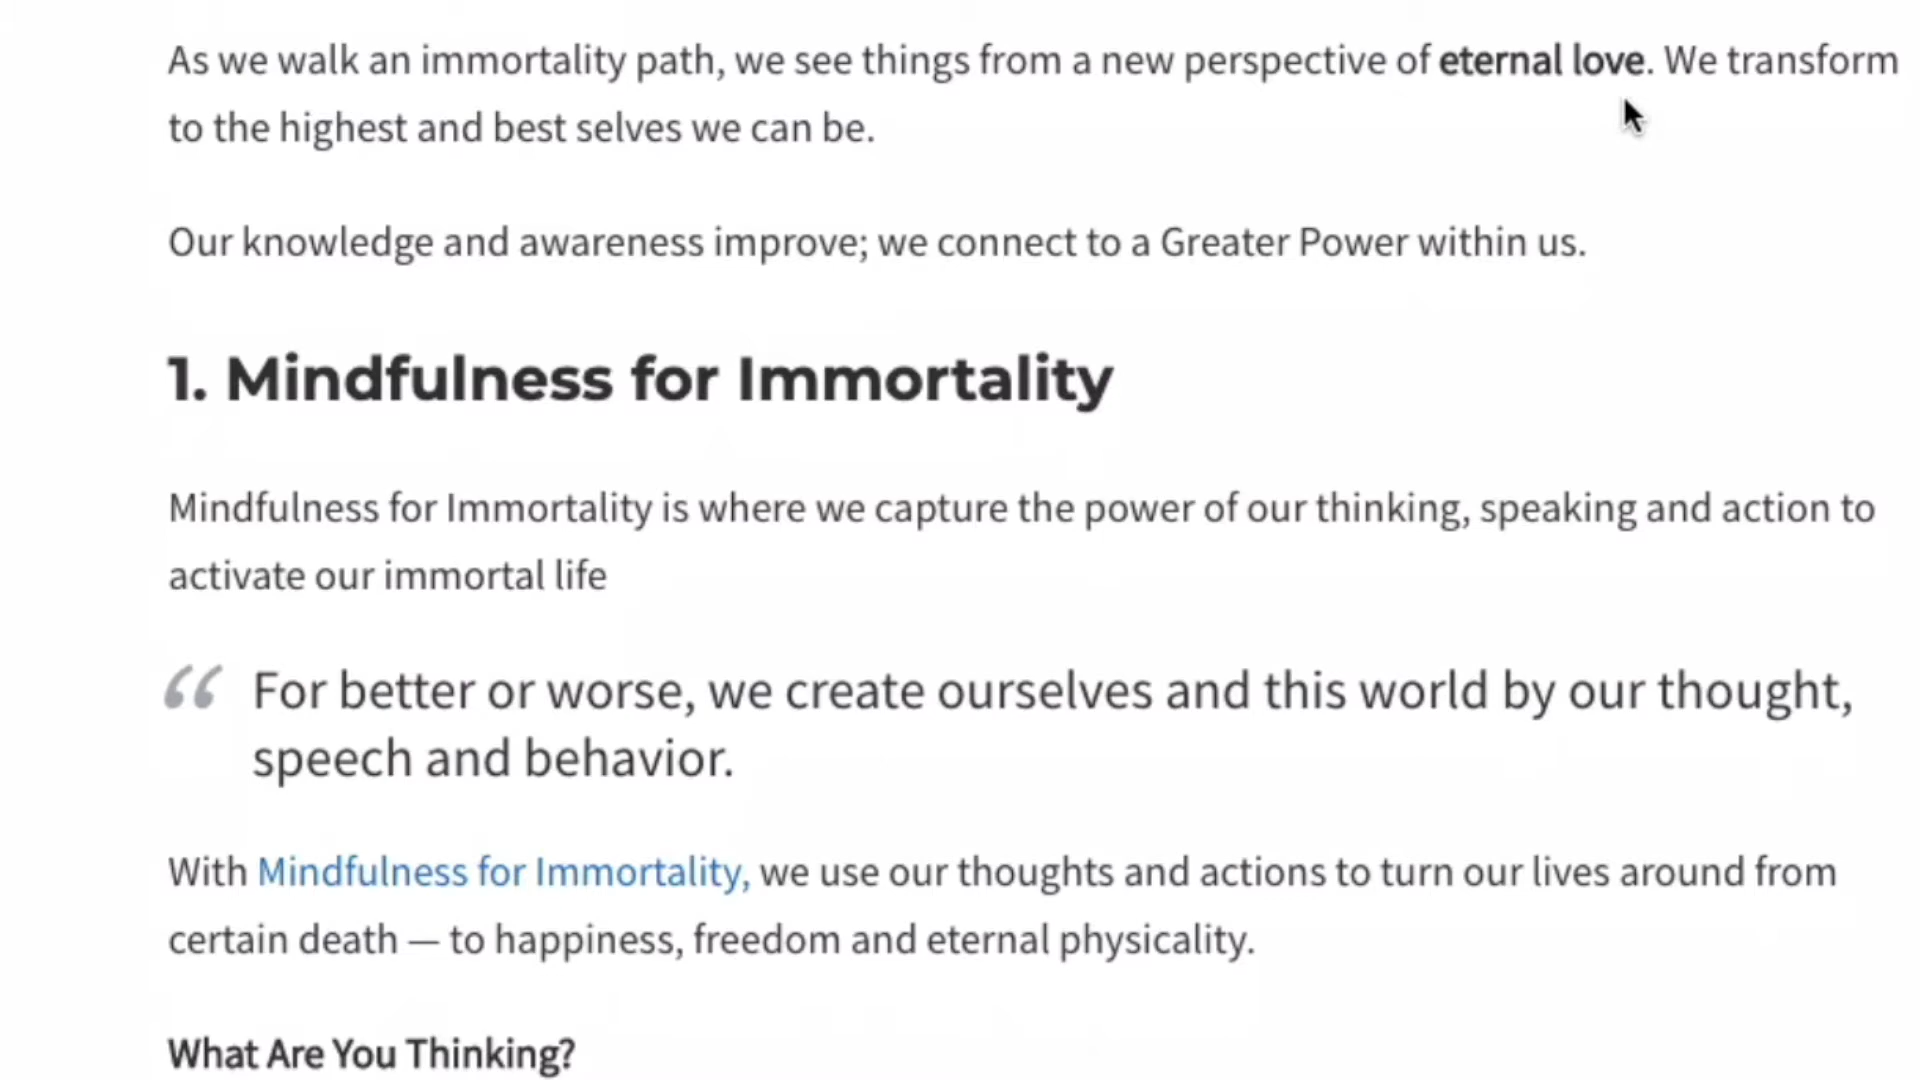 As we walk an immortality path, we see things from a new perspective of eternal love. We transform
to the highest and best selves we can be.
Our knowledge and awareness improve; we connect to a Greater Power within us.
1. Mindfulness for Immortality
Mindfulness for Immortality is where we capture the power of our thinking, speaking and action to
activate our immortal life
“ For better or worse, we create ourselves and this world by our thought,
speech and behavior.
With Mindfulness for Immortality, we use our thoughts and actions to turn our lives around from
certain death — to happiness, freedom and eternal physicality.
What Are You Thinking?